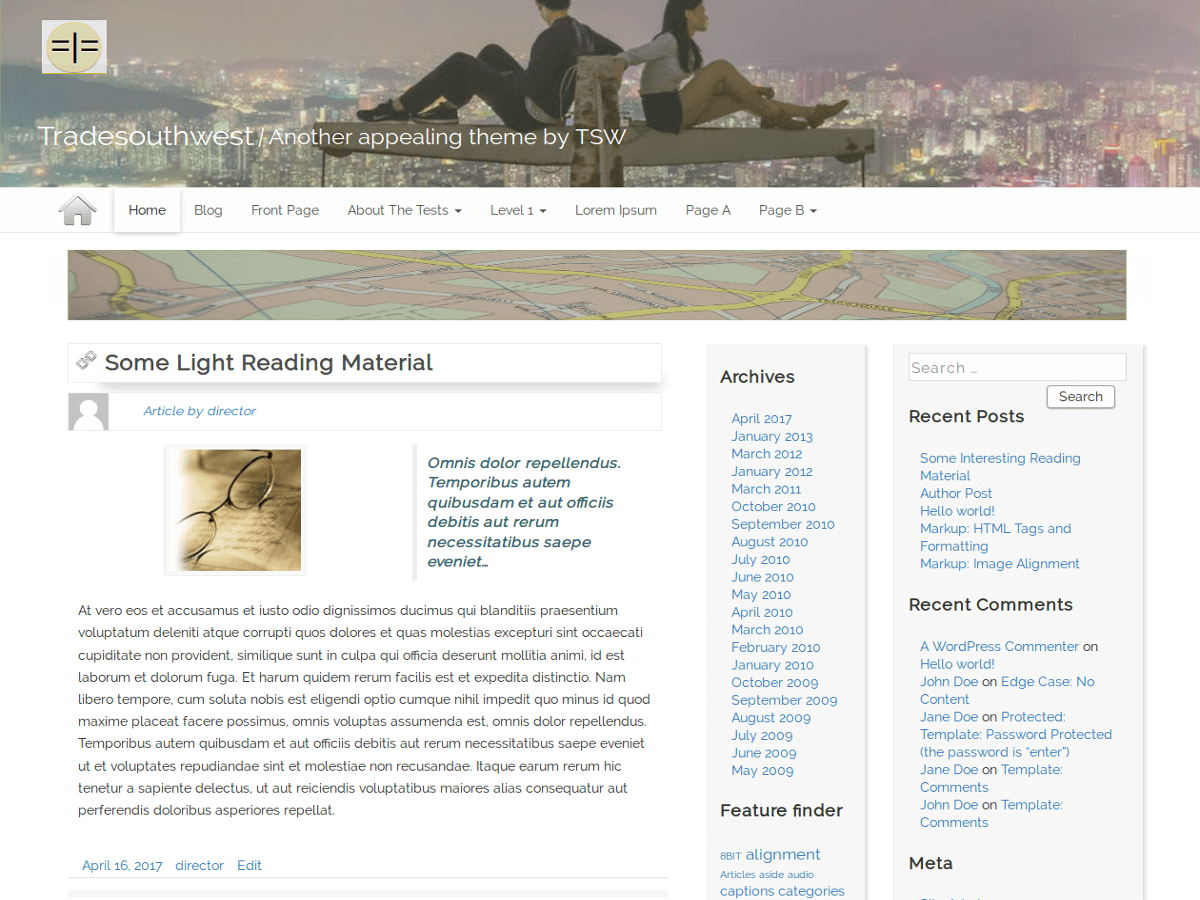 =|=
Tradesouthwest / Another appealing theme by TSW
Home Blog Front Page About The Tests Level 1 Lorem Ipsum Page A Page B
Some Light Reading Material
Article by director
Omnis dolor repellendus.
Temporibus autem
quibusdam et aut officiis
debitis aut rerum
necessitatibus saepe
eveniet...
At vero eos et accusamus et iusto odio dignissimos ducimus qui blanditiis praesentium
voluptatum deleniti atque corrupti quos dolores et quas molestias excepturi sint occaecati
cupiditate non provident, similique sunt in culpa qui officia deserunt mollitia animi, id est
laborum et dolorum fuga. Et harum quidem rerum facilis est et expedita distinctio. Nam
libero tempore, cum soluta nobis est eligendi optio cumque nihil impedit quo minus id quod
maxime placeat facere possimus, omnis voluptas assumenda est, omnis dolor repellendus.
Temporibus autem quibusdam et aut officiis debitis aut rerum necessitatibus saepe eveniet
ut et voluptates repudiandae sint et molestiae non recusandae. Itaque earum rerum hic
tenetur a sapiente delectus, ut aut reiciendis voluptatibus maiores alias consequatur aut
perferendis doloribus asperiores repellat.
April 16, 2017 director Edit
Archives
April 2017
January 2013
March 2012
January 2012
March 2011
October 2010
September 2010
August 2010
July 2010
June 2010
May 2010
April 2010
March 2010
February 2010
January 2010
October 2009
September 2009
August 2009
July 2009
June 2009
May 2009
Feature finder
8BIT alignment
Articles aside audio
captions categories
Search …
Search
Recent Posts
Some Interesting Reading
Material
Author Post
Hello world!
Markup: HTML Tags and
Formatting
Markup: Image Alignment
Recent Comments
A WordPress Commenter on
Hello world!
John Doe on Edge Case: No
Content
Jane Doe on Protected:
Template: Password Protected
(the password is “enter”)
Jane Doe on Template:
Comments
John Doe on Template:
Comments
Meta